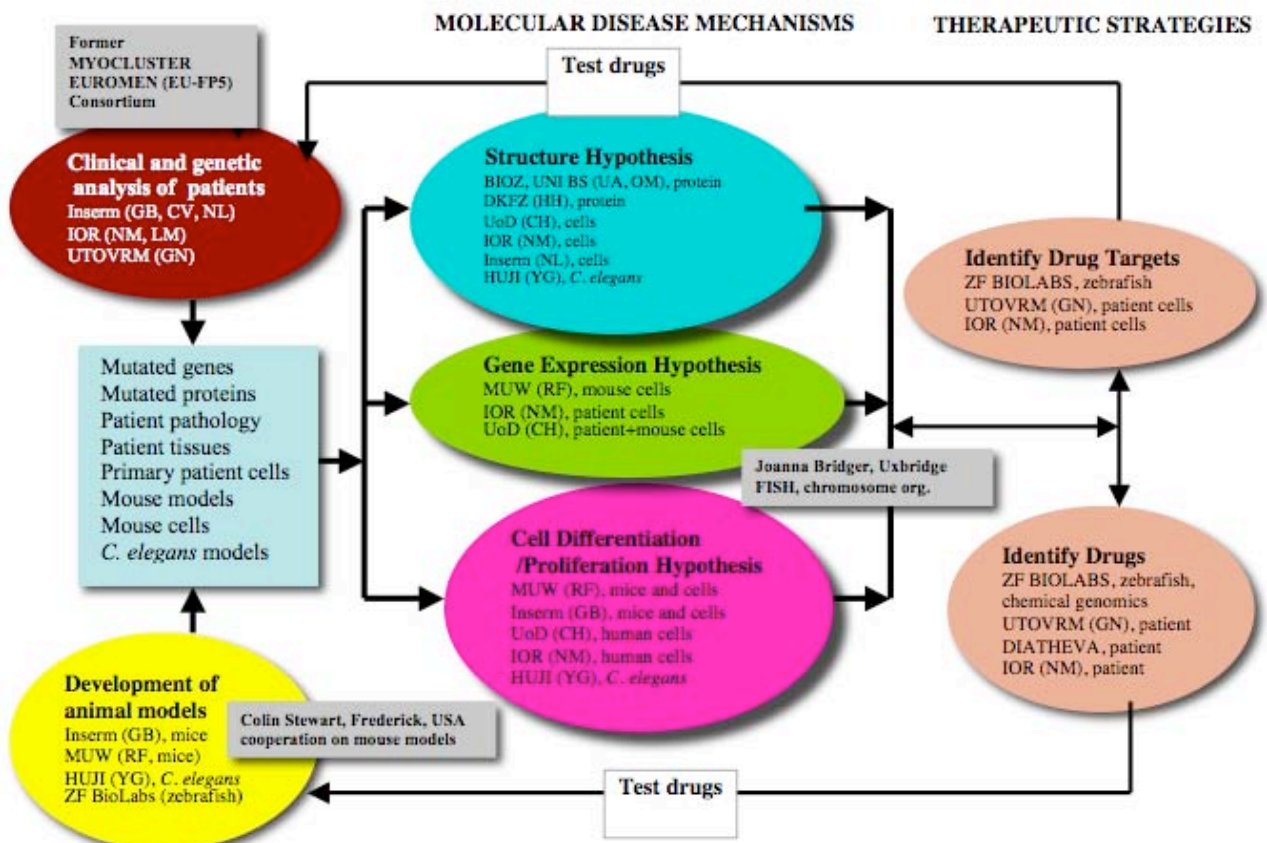 MOLECULAR DISEASE MECHANISMS
THERAPEUTIC STRATEGIES
Former
MYOCLUSTER
EUROMEN (EU-FP5)
Consortium
Test drugs
Clinical and genetic
analysis of patients
Inserm (GB, CV, NL)
IOR (NM, LM)
UTOVRM (GN)
Structure Hypothesis
BIOZ, UNI BS (UA, OM), protein
DKFZ (HH), protein
UoD (CH), cells
IOR (NM), cells
Inserm (NL), cells
HUJI (YG), C. elegans
Identify Drug Targets
ZF BIOLABS, zebrafish
UTOVRM (GN), patient cells
IOR (NM), patient cells
Mutated genes
Mutated proteins
Patient pathology
Patient tissues
Primary patient cells
Mouse models
Mouse cells
C. elegans models
Gene Expression Hypothesis
MUW (RF), mouse cells
IOR (NM), patient cells
UoD (CH), patient+mouse cells
Joanna Bridger, Uxbridge
FISH, chromosome org.
Cell Differentiation
/Proliferation Hypothesis
MUW (RF), mice and cells
Inserm (GB), mice and cells
UoD (CH), human cells
IOR (NM), human cells
HUJI (YG), C. elegans
Identify Drugs
ZF BIOLABS, zebrafish,
chemical genomics
UTOVRM (GN), patient
DIATHEVA, patient
IOR (NM), patient
Development of
animal models
Inserm (GB), mice
MUW (RF, mice)
HUJI (YG), C. elegans
ZF BioLabs (zebrafish)
Colin Stewart, Frederick, USA
cooperation on mouse models
Test drugs